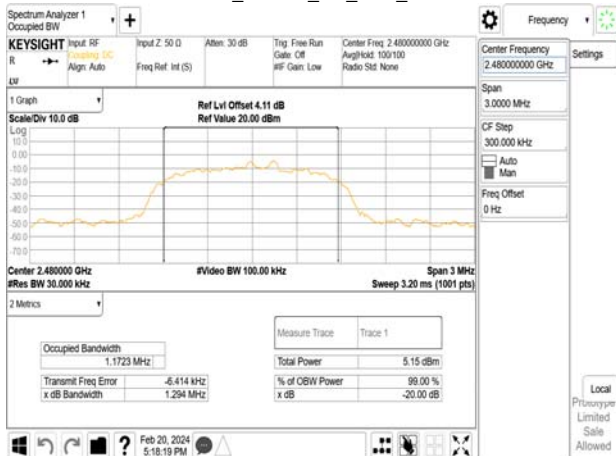 Spectrum Analyzer 1
Occupied BW
Frequency
KEYSIGHT
Input: RF
Coupling: DC
Align: Auto
Input Z: 50 Ω
Freq Ref: Int (S)
Atten: 30 dB
Trig: Free Run
Gate: Off
#IF Gain: Low
Center Freq: 2.480000000 GHz
Avg|Hold: 100/100
Radio Std: None
R
Center Frequency
2.480000000 GHz
Settings
Span
3.0000 MHz
CF Step
300.000 kHz
Auto
Man
Freq Offset
0 Hz
1 Graph
Scale/Div 10.0 dB
Ref Lvl Offset 4.11 dB
Ref Value 20.00 dBm
Log
10.0
0.00
-10.0
-20.0
-30.0
-40.0
-50.0
-60.0
-70.0
Center 2.480000 GHz
#Res BW 30.000 kHz
#Video BW 100.00 kHz
Span 3 MHz
Sweep 3.20 ms (1001 pts)
2 Metrics
Measure Trace Trace 1
Occupied Bandwidth
1.1723 MHz
Total Power 5.15 dBm
Transmit Freq Error -6.414 kHz
% of OBW Power 99.00 %
x dB Bandwidth 1.294 MHz
x dB -20.00 dB
Local
Prototype
Limited
Sale
Allowed
?
Feb 20, 2024
5:18:19 PM